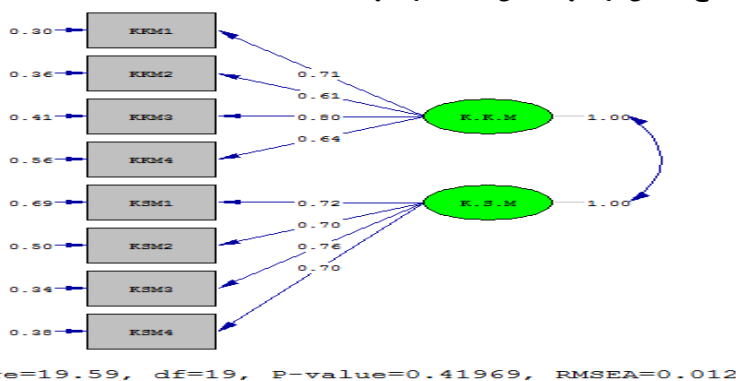 0.30 KKM1
0.71
0.36 KKM2
0.61
0.41 KKM3 0.80 K.K.M 1.00
0.64
0.56 KKM4
0.69 KSM1 0.72 K.S.M 1.00
0.70
0.50 KSM2
0.76
0.34 KSM3
0.70
0.38 KSM4
e=19.59, df=19, P-value=0.41969, RMSEA=0.012